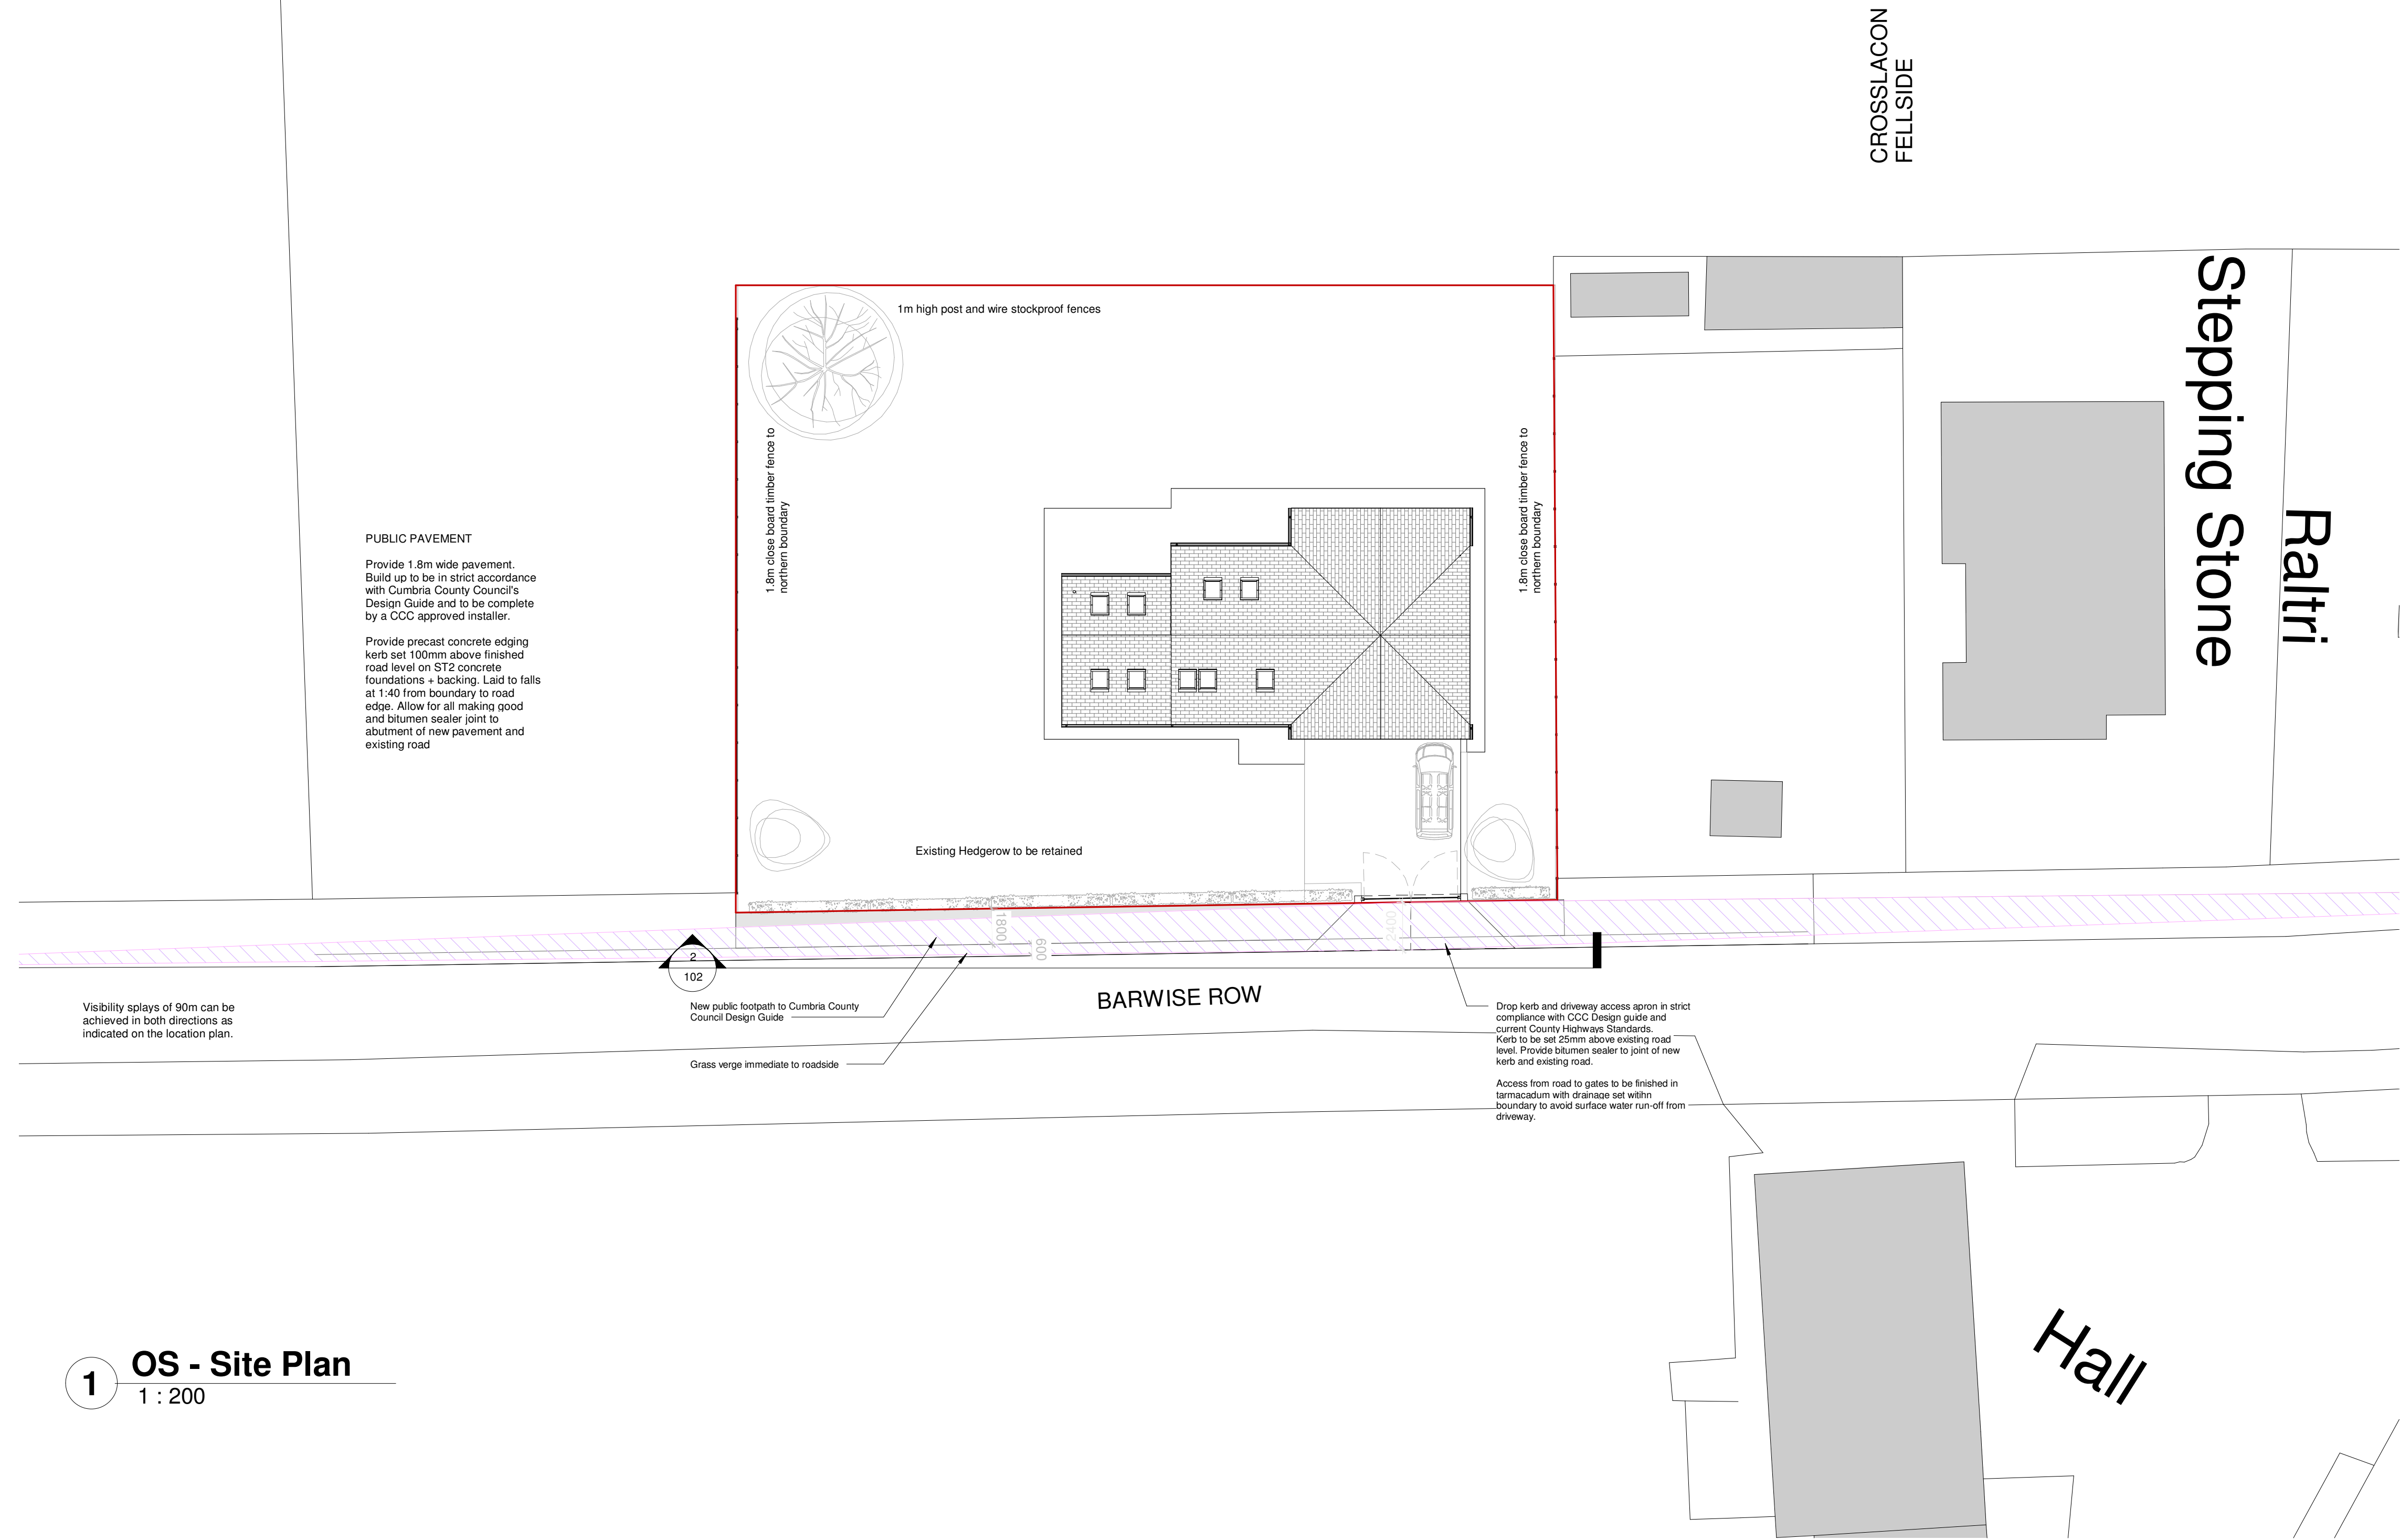 CROSSLACON
FELLSIDE
1m high post and wire stockproof fences
Stepping Stone
Raltri
1.8m close board timber fence to
northern boundary
1.8m close board timber fence to
northern boundary
PUBLIC PAVEMENT
Provide 1.8m wide pavement.
Build up to be in strict accordance
with Cumbria County Council's
Design Guide and to be complete
by a CCC approved installer.
Provide precast concrete edging
kerb set 100mm above finished
road level on ST2 concrete
foundations + backing. Laid to falls
at 1:40 from boundary to road
edge. Allow for all making good
and bitumen sealer joint to
abutment of new pavement and
existing road
Existing Hedgerow to be retained
1800
600
2400
2
102
Visibility splays of 90m can be
achieved in both directions as
indicated on the location plan.
New public footpath to Cumbria County
Council Design Guide
Grass verge immediate to roadside
BARWISE ROW
Drop kerb and driveway access apron in strict
compliance with CCC Design guide and
current County Highways Standards.
Kerb to be set 25mm above existing road
level. Provide bitumen sealer to joint of new
kerb and existing road.
Access from road to gates to be finished in
tarmacadum with drainage set witihn
boundary to avoid surface water run-off from
driveway.
Hall
1
OS - Site Plan
1 : 200